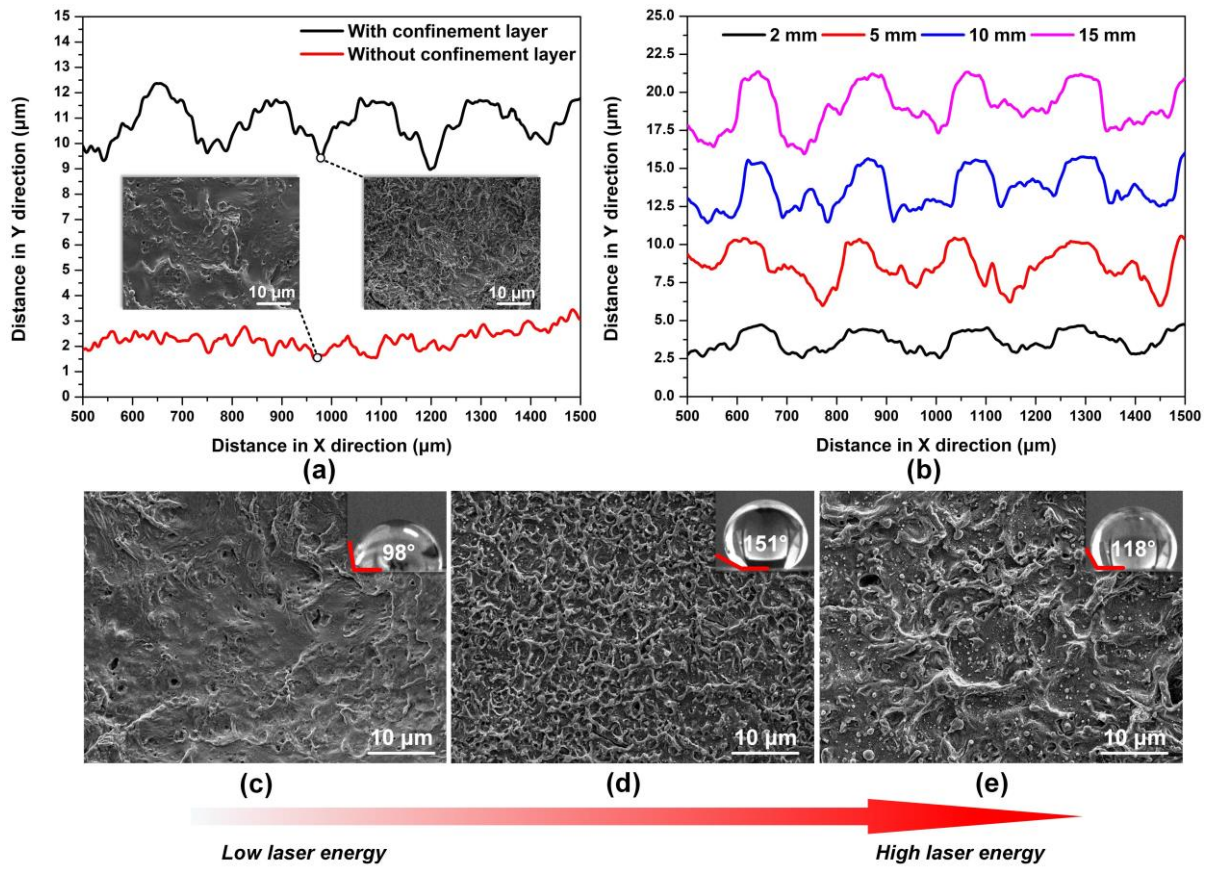 15
14
13
12
11
10
9
8
7
6
5
4
3
2
1
0
Distance in Y direction (µm)
With confinement layer
Without confinement layer
10 µm
10 µm
500 600 700 800 900 1000 1100 1200 1300 1400 1500
Distance in X direction (µm)
(a)
25.0
22.5
20.0
17.5
15.0
12.5
10.0
7.5
5.0
2.5
0.0
Distance in Y direction (µm)
2 mm 5 mm 10 mm 15 mm
500 600 700 800 900 1000 1100 1200 1300 1400 1500
Distance in X direction (µm)
(b)
98°
10 µm
(c)
151°
10 µm
(d)
118°
10 µm
(e)
Low laser energy
High laser energy